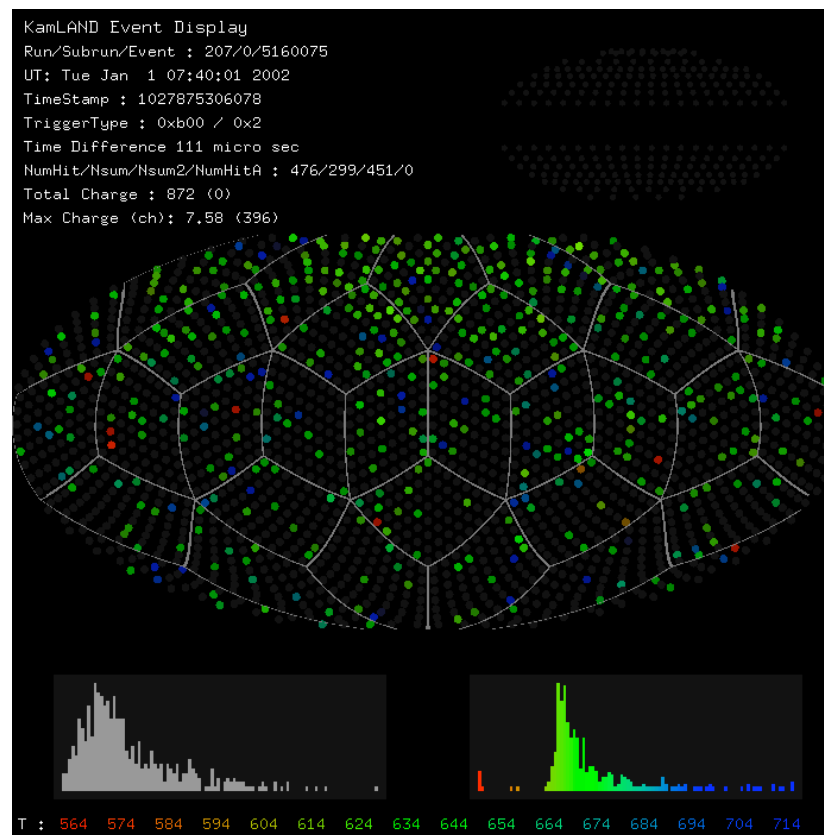 KamLAND Event Display
Run/Subrun/Event : 207/0/5160075
UT: Tue Jan  1 07:40:01 2002
TimeStamp : 1027875306078
TriggerType : 0xb00 / 0x2
Time Difference 111 micro sec
NumHit/Nsum/Nsum2/NumHitA : 476/299/451/0
Total Charge : 872 (0)
Max Charge (ch): 7.58 (396)
T : 564 574 584 594 604 614 624 634 644 654 664 674 684 694 704 714